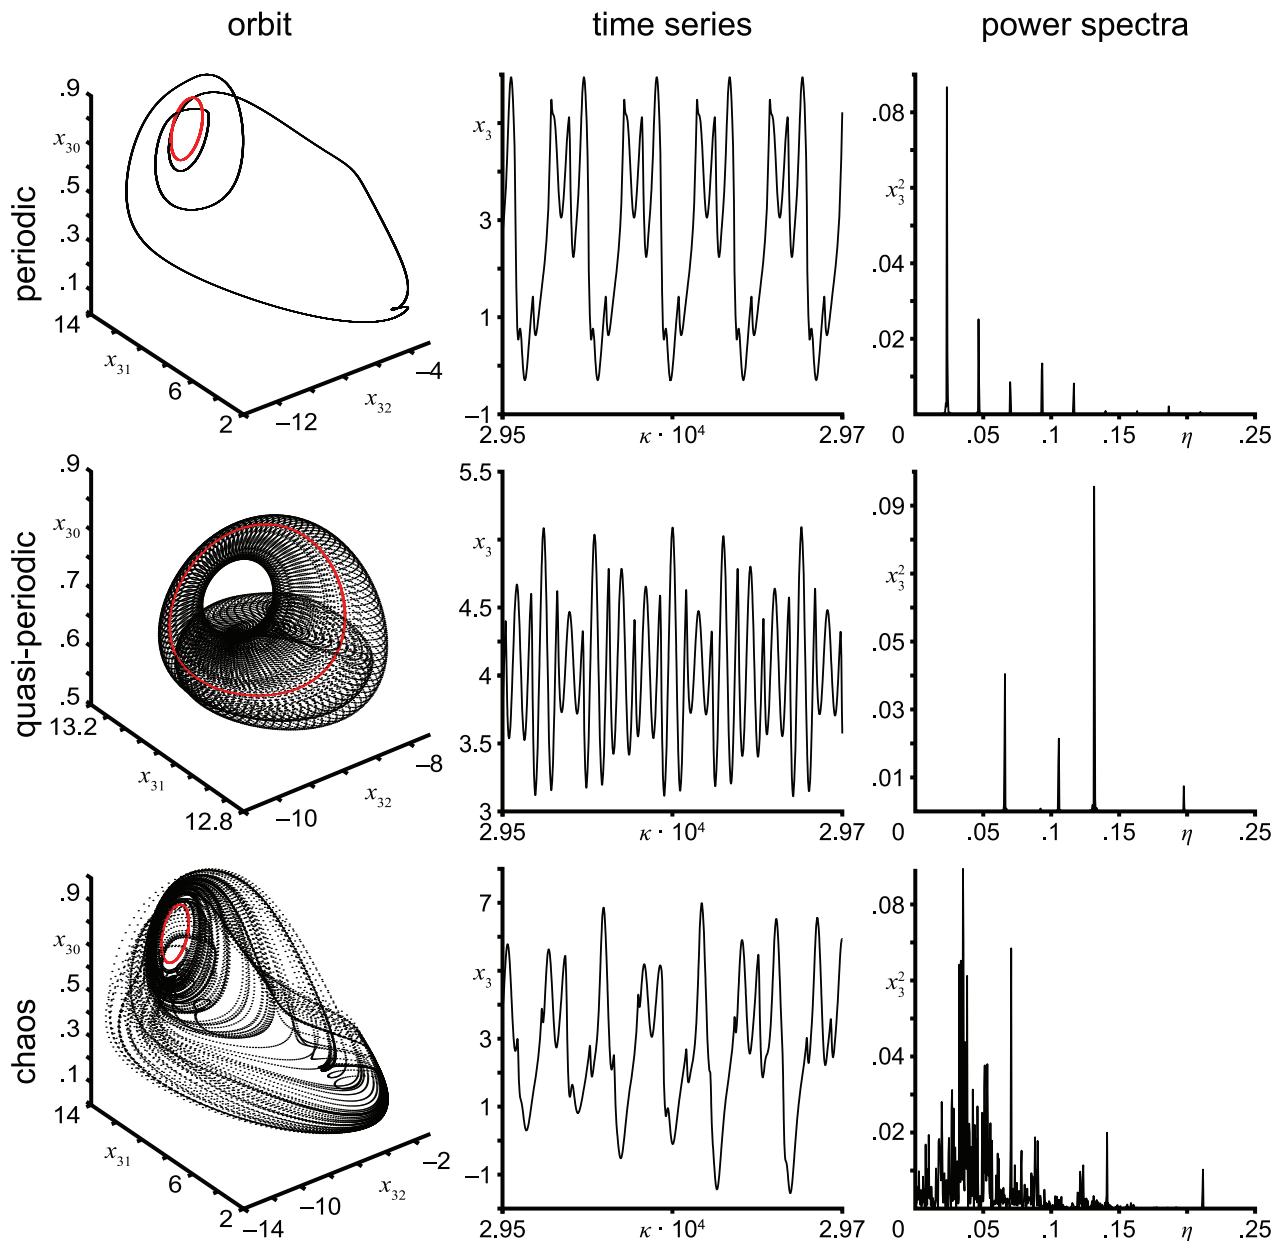 orbit time series power spectra
periodic
.9
x30
.5
.3
.1
14
x31
6
2
−12
x32
−4
x3
3
1
−1
2.95 κ · 10⁴ 2.97
.08
x3²
.04
.02
0 .05 .1 η .25
quasi-periodic
.9
x30
.7
.6
.5
13.2
x31
12.8
−10
x32
−8
5.5
x3
4.5
4
3.5
3
2.95 κ · 10⁴ 2.97
.09
x3²
.05
.03
.01
0 .05 .1 .15 η .25
chaos
.9
x30
.5
.3
.1
14
x31
6
2
−14
−10
x32
−2
7
x3
3
1
−1
2.95 κ · 10⁴ 2.97
.08
x3²
.04
.02
0 .05 .1 .15 η .25